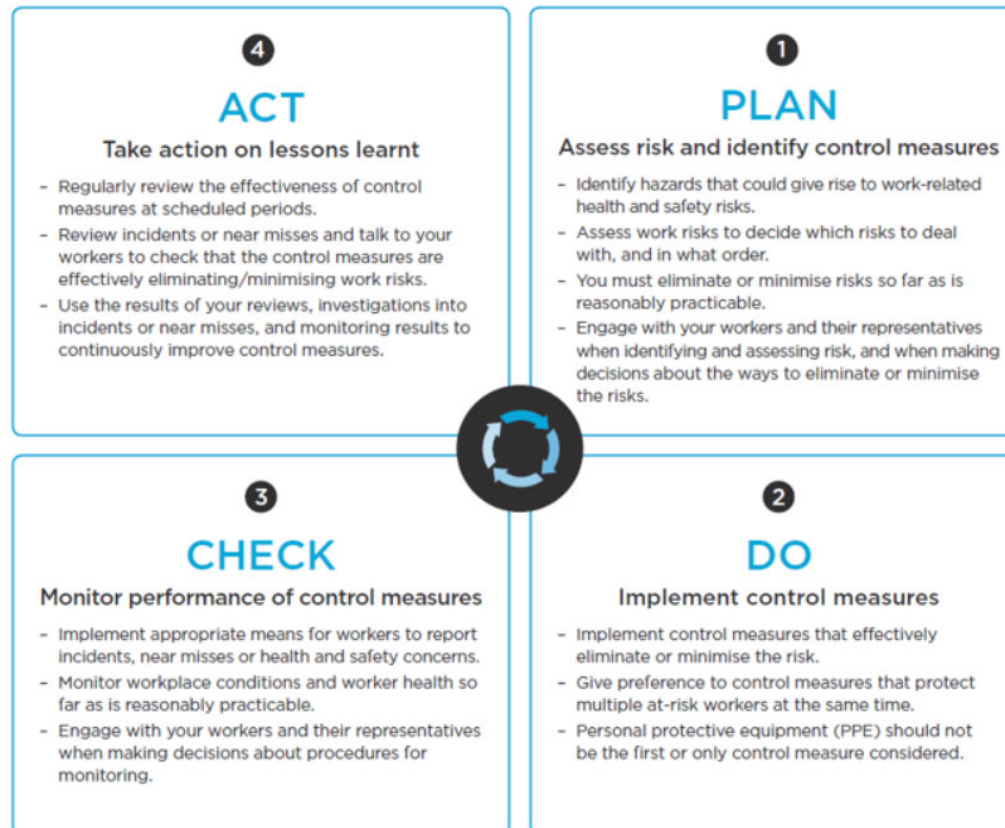 4
ACT
Take action on lessons learnt
– Regularly review the effectiveness of control
measures at scheduled periods.
– Review incidents or near misses and talk to your
workers to check that the control measures are
effectively eliminating/minimising work risks.
– Use the results of your reviews, investigations into
incidents or near misses, and monitoring results to
continuously improve control measures.
1
PLAN
Assess risk and identify control measures
– Identify hazards that could give rise to work-related
health and safety risks.
– Assess work risks to decide which risks to deal
with, and in what order.
– You must eliminate or minimise risks so far as is
reasonably practicable.
– Engage with your workers and their representatives
when identifying and assessing risk, and when making
decisions about the ways to eliminate or minimise
the risks.
3
CHECK
Monitor performance of control measures
– Implement appropriate means for workers to report
incidents, near misses or health and safety concerns.
– Monitor workplace conditions and worker health so
far as is reasonably practicable.
– Engage with your workers and their representatives
when making decisions about procedures for
monitoring.
2
DO
Implement control measures
– Implement control measures that effectively
eliminate or minimise the risk.
– Give preference to control measures that protect
multiple at-risk workers at the same time.
– Personal protective equipment (PPE) should not
be the first or only control measure considered.